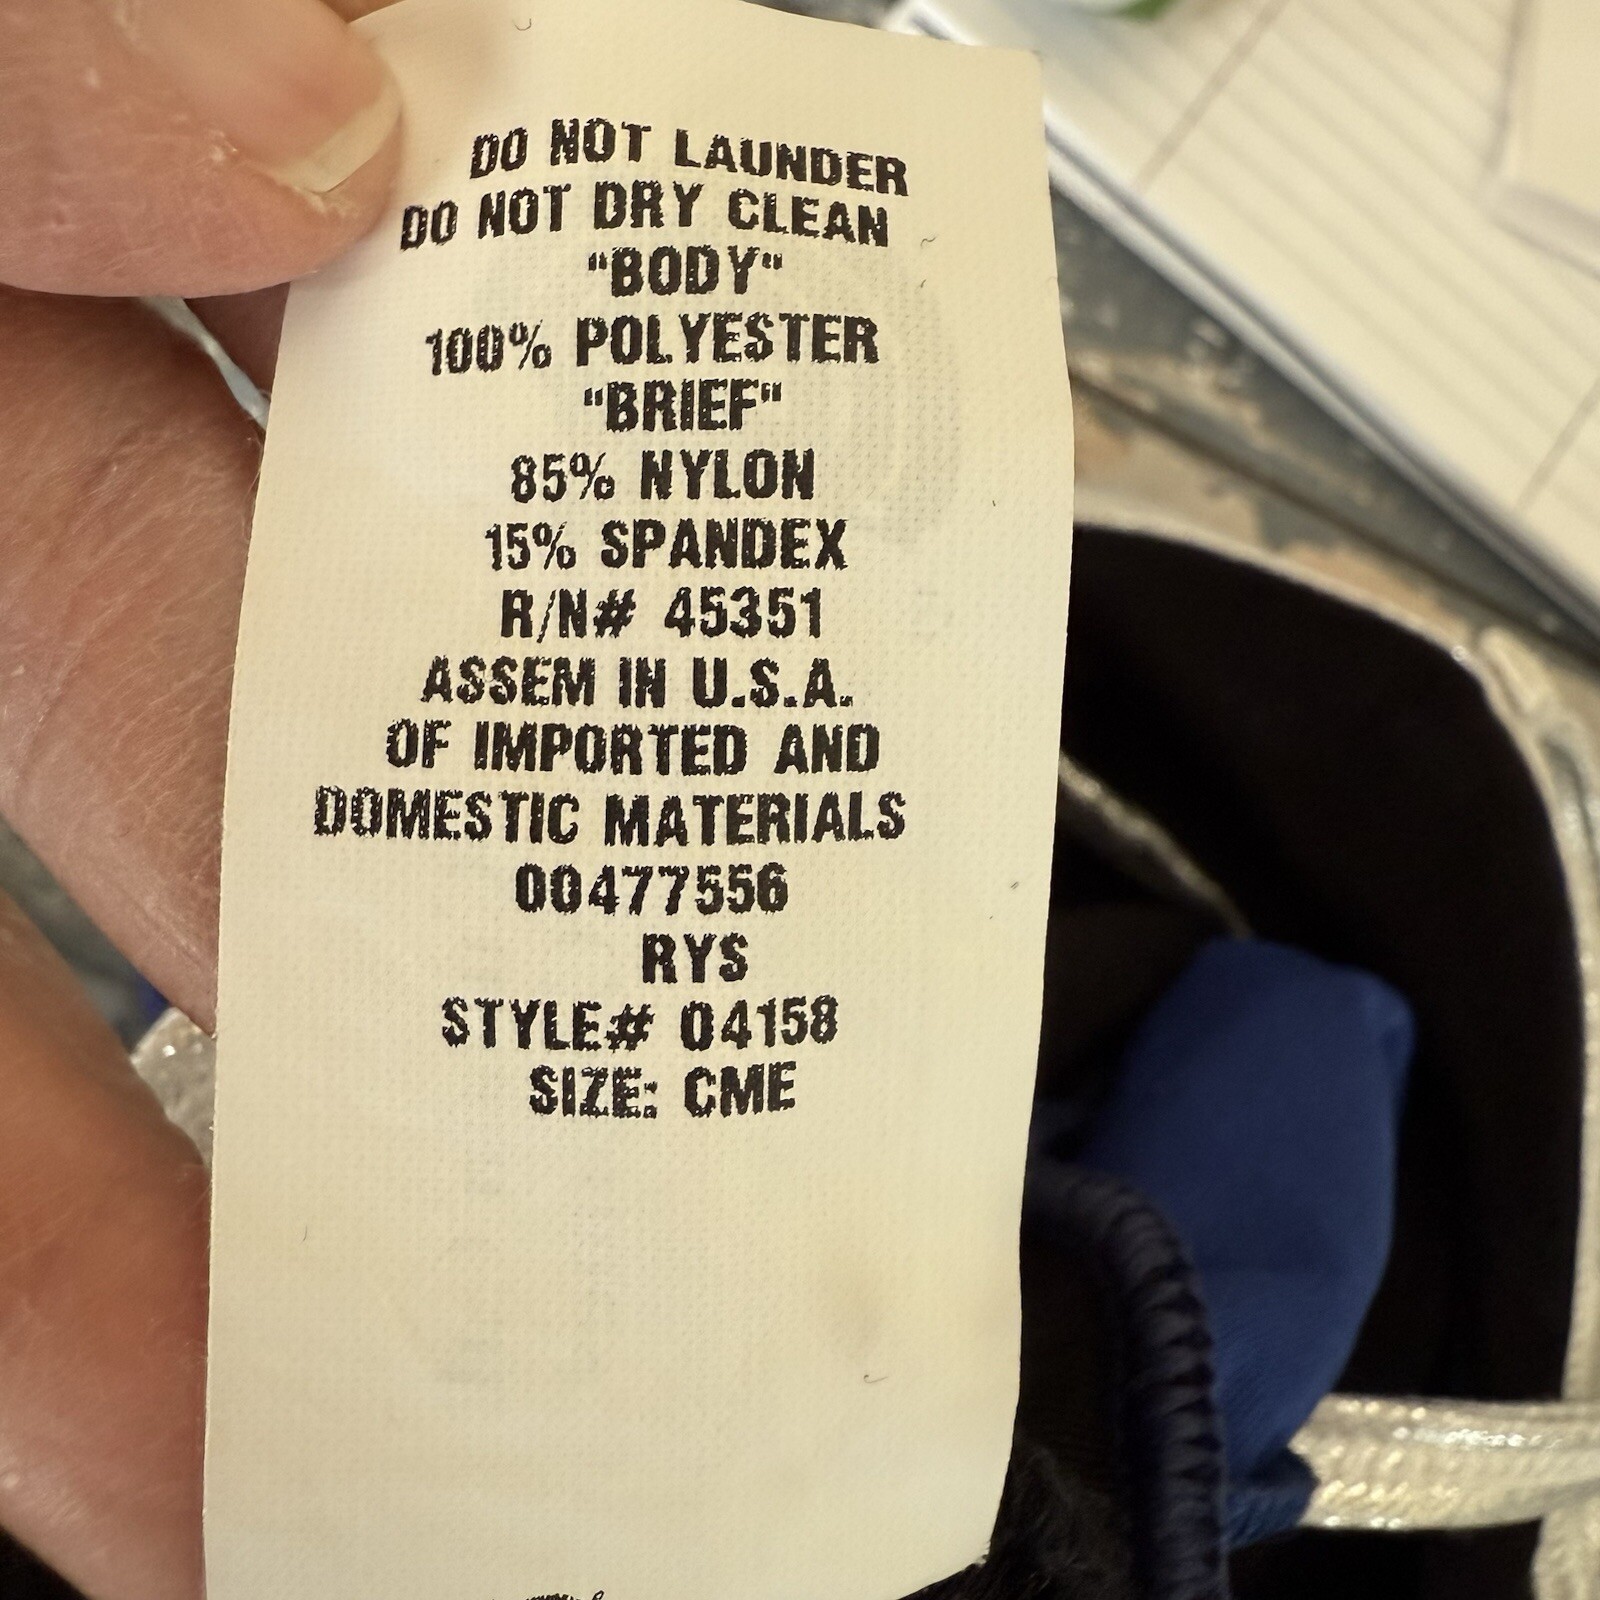 DO NOT LAUNDER
DO NOT DRY CLEAN
"BODY"
100% POLYESTER
"BRIEF"
85% NYLON
15% SPANDEX
R/N# 45351
ASSEM IN U.S.A.
OF IMPORTED AND
DOMESTIC MATERIALS
00477556
RYS
STYLE# 04158
SIZE: CME